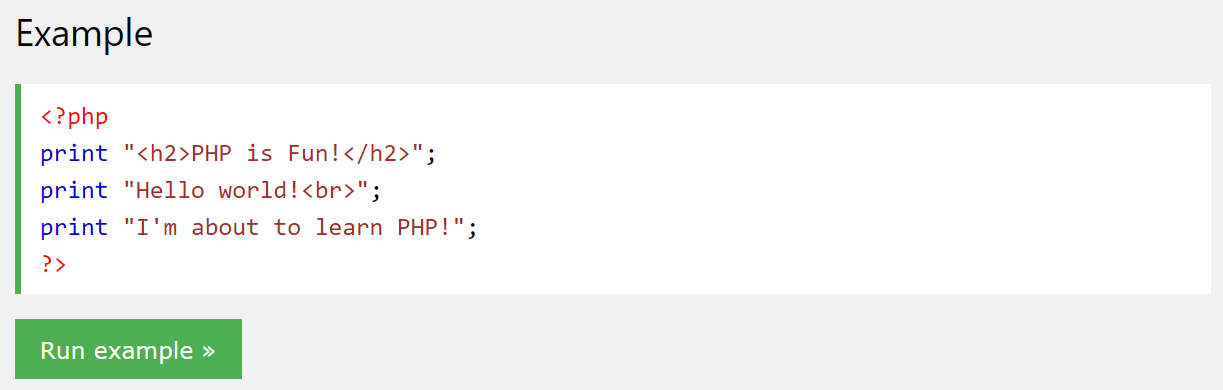 Example
<?php
print "<h2>PHP is Fun!</h2>";
print "Hello world!<br>";
print "I'm about to learn PHP!";
?>
Run example »